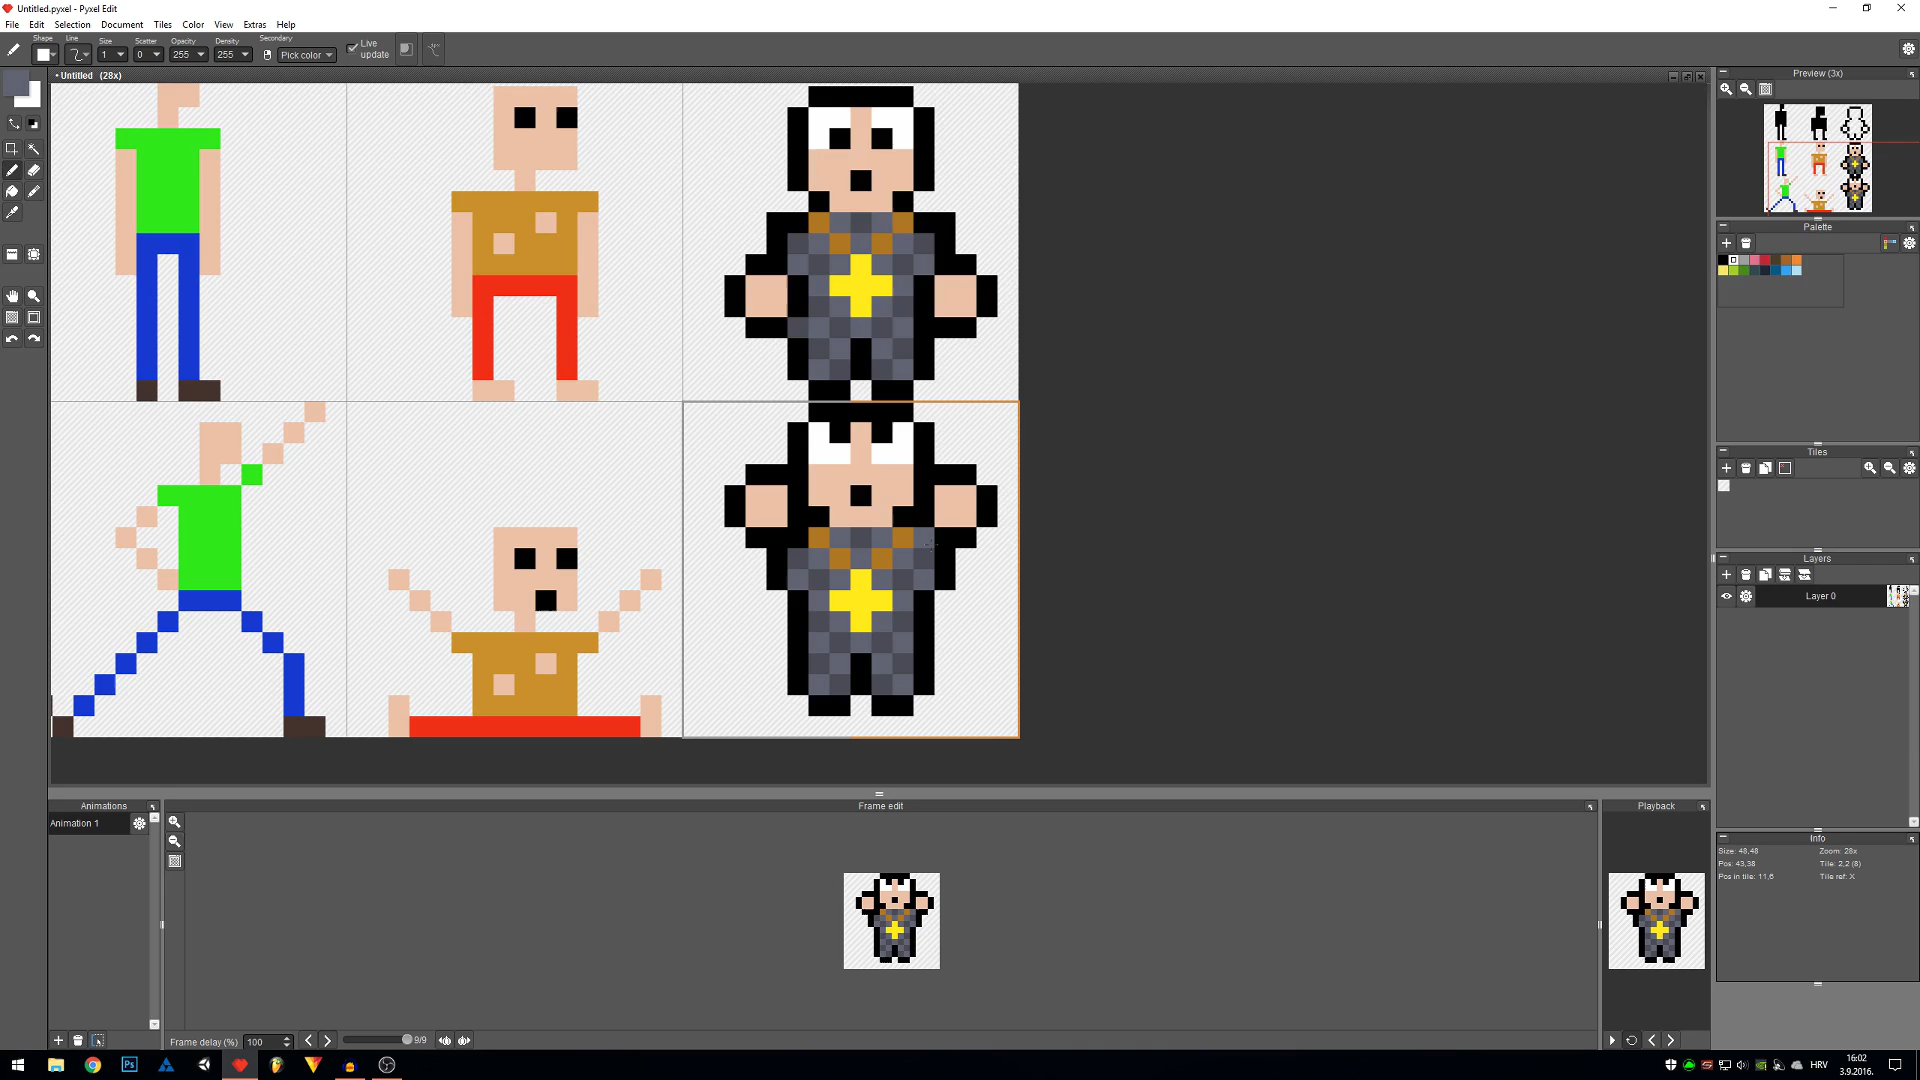 Untitled.pyxel - Pyxel Edit
File Edit Selection Document Tiles Color View Extras Help
Shape Line Size Scatter Opacity Density Secondary
1 0 255 255 Pick color Live update
• Untitled (28x)
Preview (3x)
Palette
Tiles
Layers
Layer 0
Animations Frame edit Playback
Animation 1
Info
Size: 48,48 Zoom: 28x
Pos: 43,38 Tile: 2,2 (8)
Pos in tile: 11,6 Tile ref: X
Frame delay (%) 100 9/9
Ps
HRV
16:02
3.9.2016.